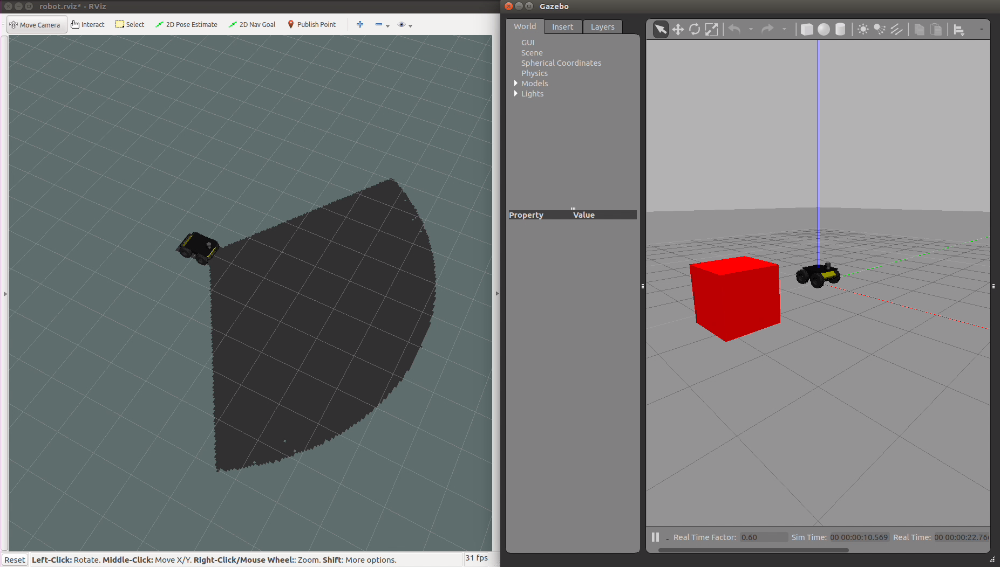 robot.rviz* - RViz
Move Camera Interact Select 2D Pose Estimate 2D Nav Goal Publish Point
Reset Left-Click: Rotate. Middle-Click: Move X/Y. Right-Click/Mouse Wheel:: Zoom. Shift: More options. 31 fps
Gazebo
World Insert Layers
GUI
Scene
Spherical Coordinates
Physics
Models
Lights
Property Value
Real Time Factor: 0.60 Sim Time: 00 00:00:10.569 Real Time: 00 00:00:22.76